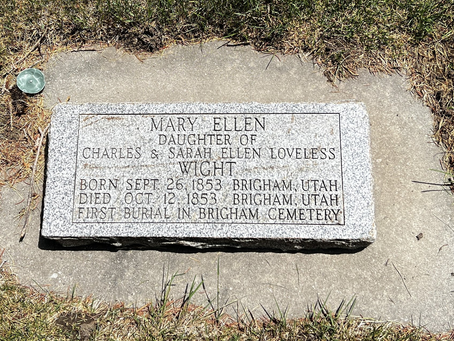 MARY ELLEN
DAUGHTER OF
CHARLES & SARAH ELLEN LOVELESS
WIGHT
BORN SEPT. 26, 1853 BRIGHAM, UTAH
DIED OCT. 12, 1853 BRIGHAM, UTAH
FIRST BURIAL IN BRIGHAM CEMETERY